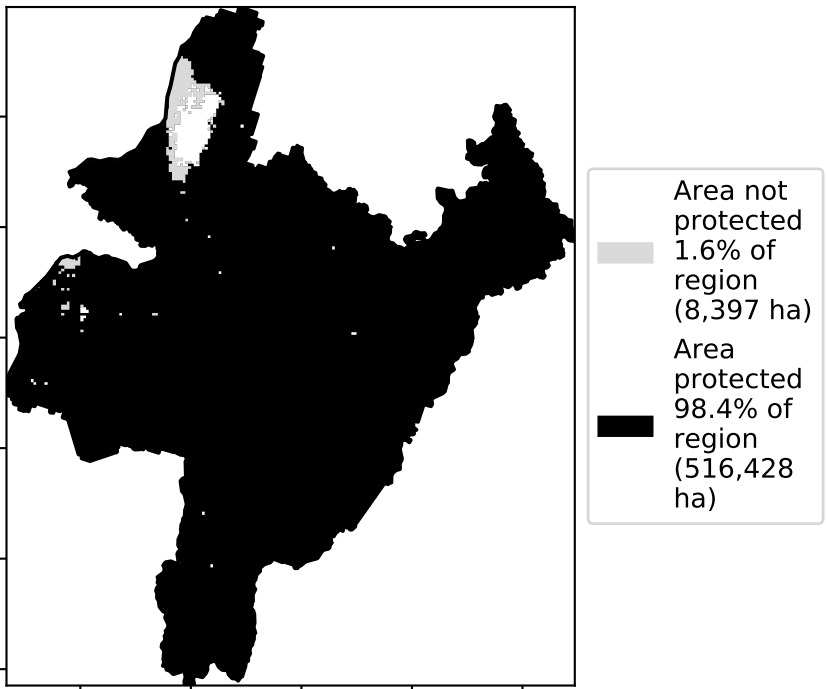 Area not
protected
1.6% of
region
(8,397 ha)
Area
protected
98.4% of
region
(516,428
ha)